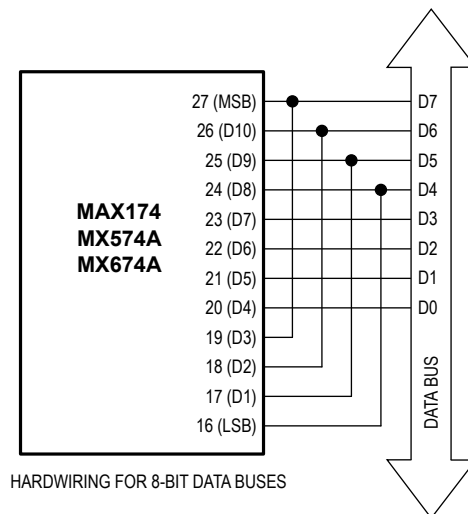 27 (MSB) D7
26 (D10) D6
25 (D9) D5
24 (D8) D4
23 (D7) D3
22 (D6) D2
21 (D5) D1
20 (D4) D0
19 (D3)
18 (D2)
17 (D1)
16 (LSB)
MAX174
MX574A
MX674A
DATA BUS
HARDWIRING FOR 8-BIT DATA BUSES